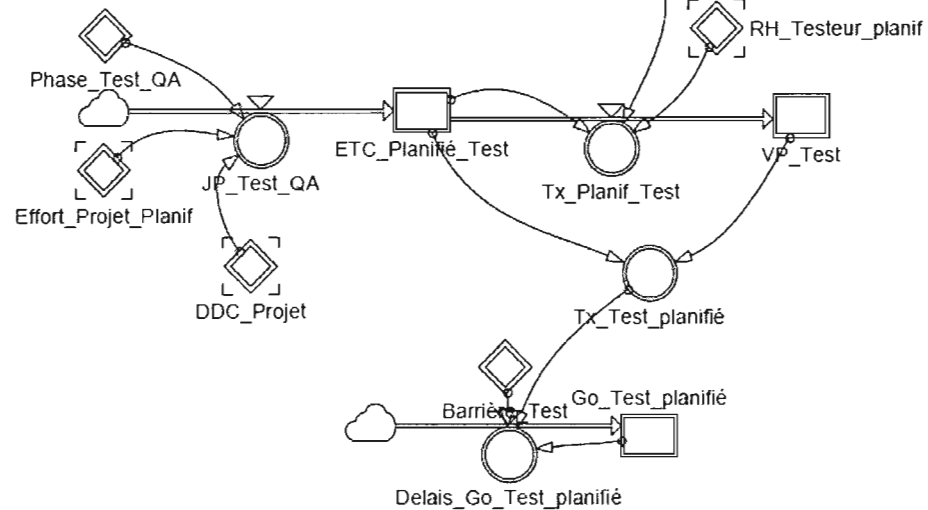 RH_Testeur_planif
Phase_Test_QA
ETC_Planifié_Test
VP_Test
JP_Test_QA
Tx_Planif_Test
Effort_Projet_Planif
DDC_Projet
Tx_Test_planifié
Go_Test_planifié
Barrière_Test
Delais_Go_Test_planifié